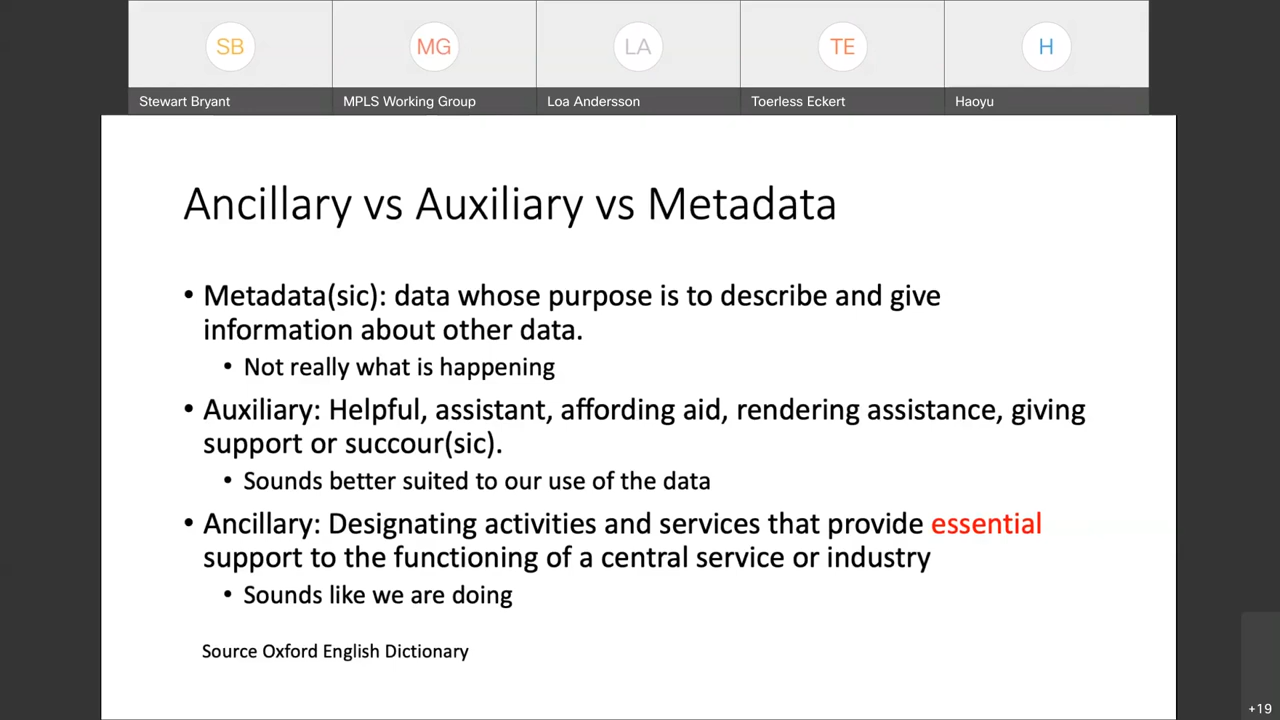 SB MG LA TE H
Stewart Bryant MPLS Working Group Loa Andersson Toerless Eckert Haoyu
Ancillary vs Auxiliary vs Metadata
• Metadata(sic): data whose purpose is to describe and give
information about other data.
• Not really what is happening
• Auxiliary: Helpful, assistant, affording aid, rendering assistance, giving
support or succour(sic).
• Sounds better suited to our use of the data
• Ancillary: Designating activities and services that provide essential
support to the functioning of a central service or industry
• Sounds like we are doing
Source Oxford English Dictionary
+19